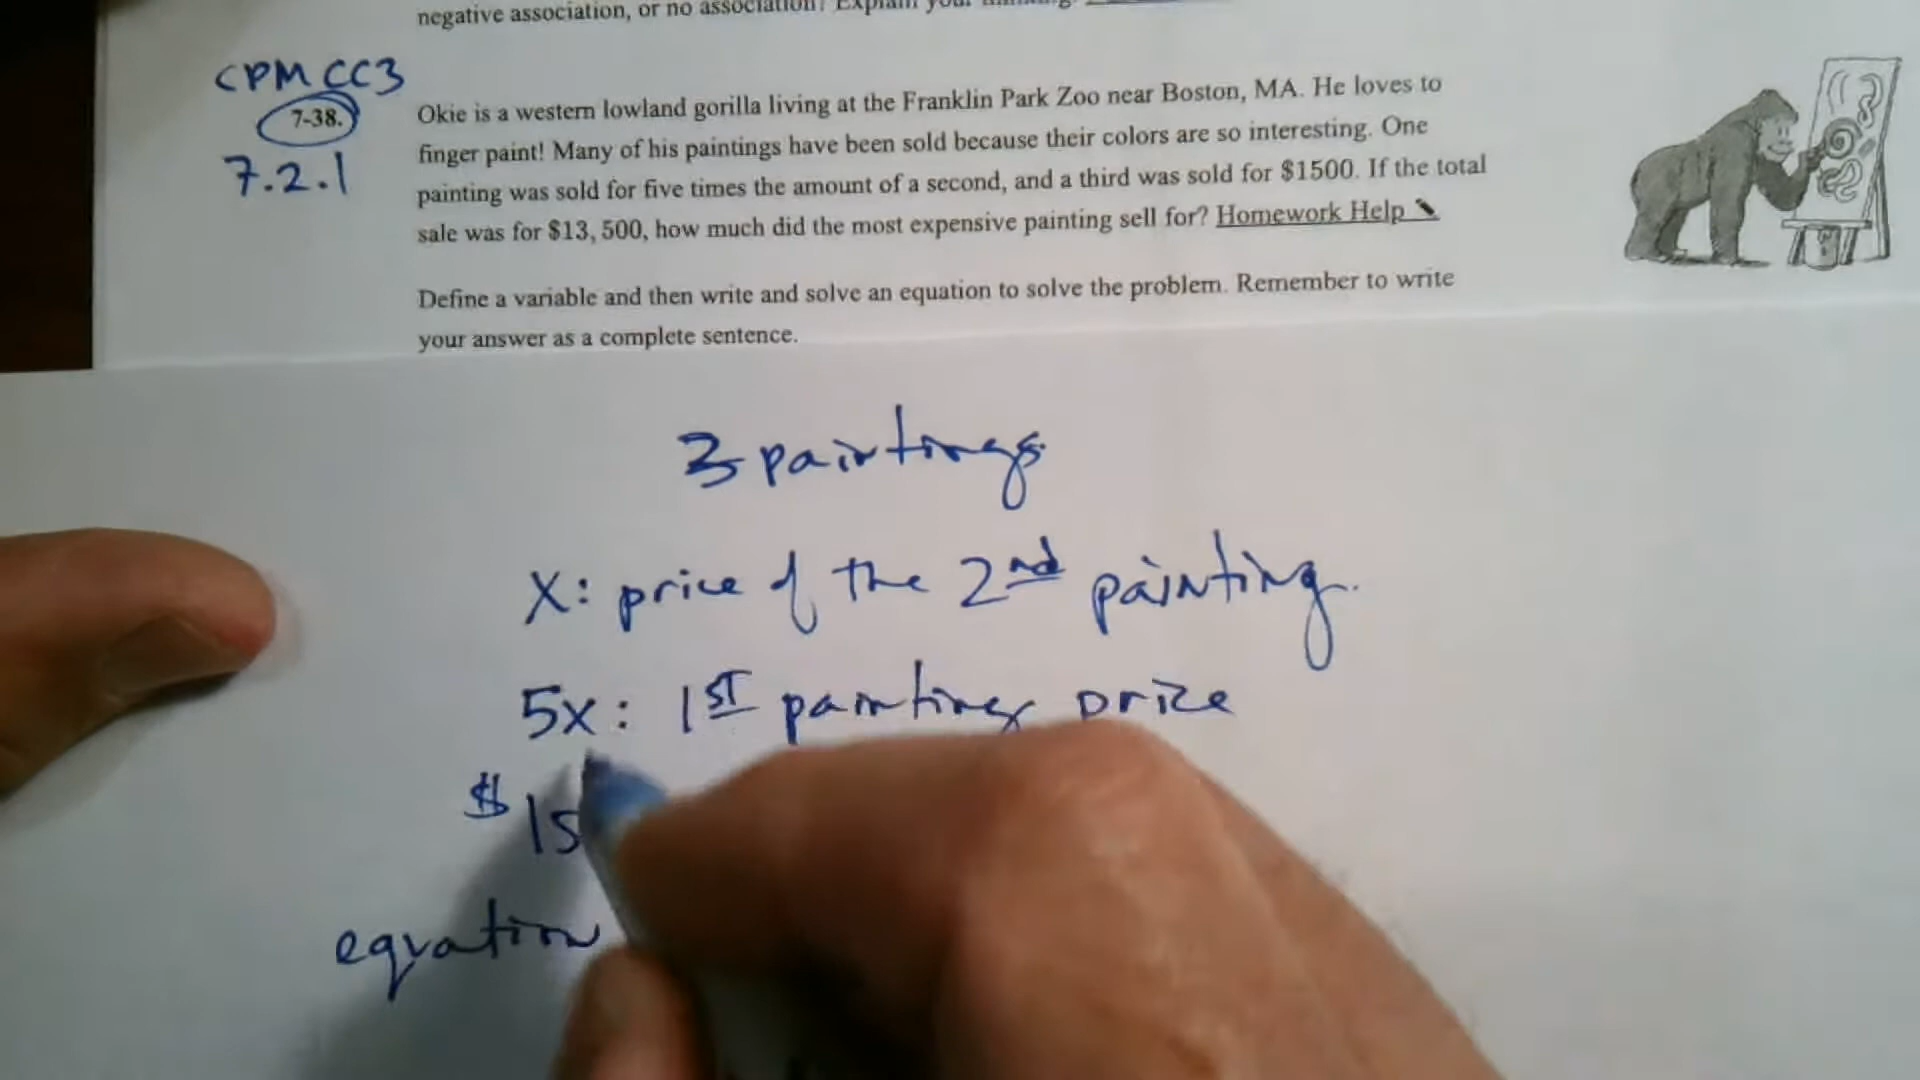 negative association, or no association? Explain your
CPM CC3
7-38.
7.2.1
Okie is a western lowland gorilla living at the Franklin Park Zoo near Boston, MA. He loves to
finger paint! Many of his paintings have been sold because their colors are so interesting. One
painting was sold for five times the amount of a second, and a third was sold for $1500. If the total
sale was for $13, 500, how much did the most expensive painting sell for? Homework Help
Define a variable and then write and solve an equation to solve the problem. Remember to write
your answer as a complete sentence.
3 paintings
X: price of the 2nd painting.
5x: 1ST painting price
$15
equation